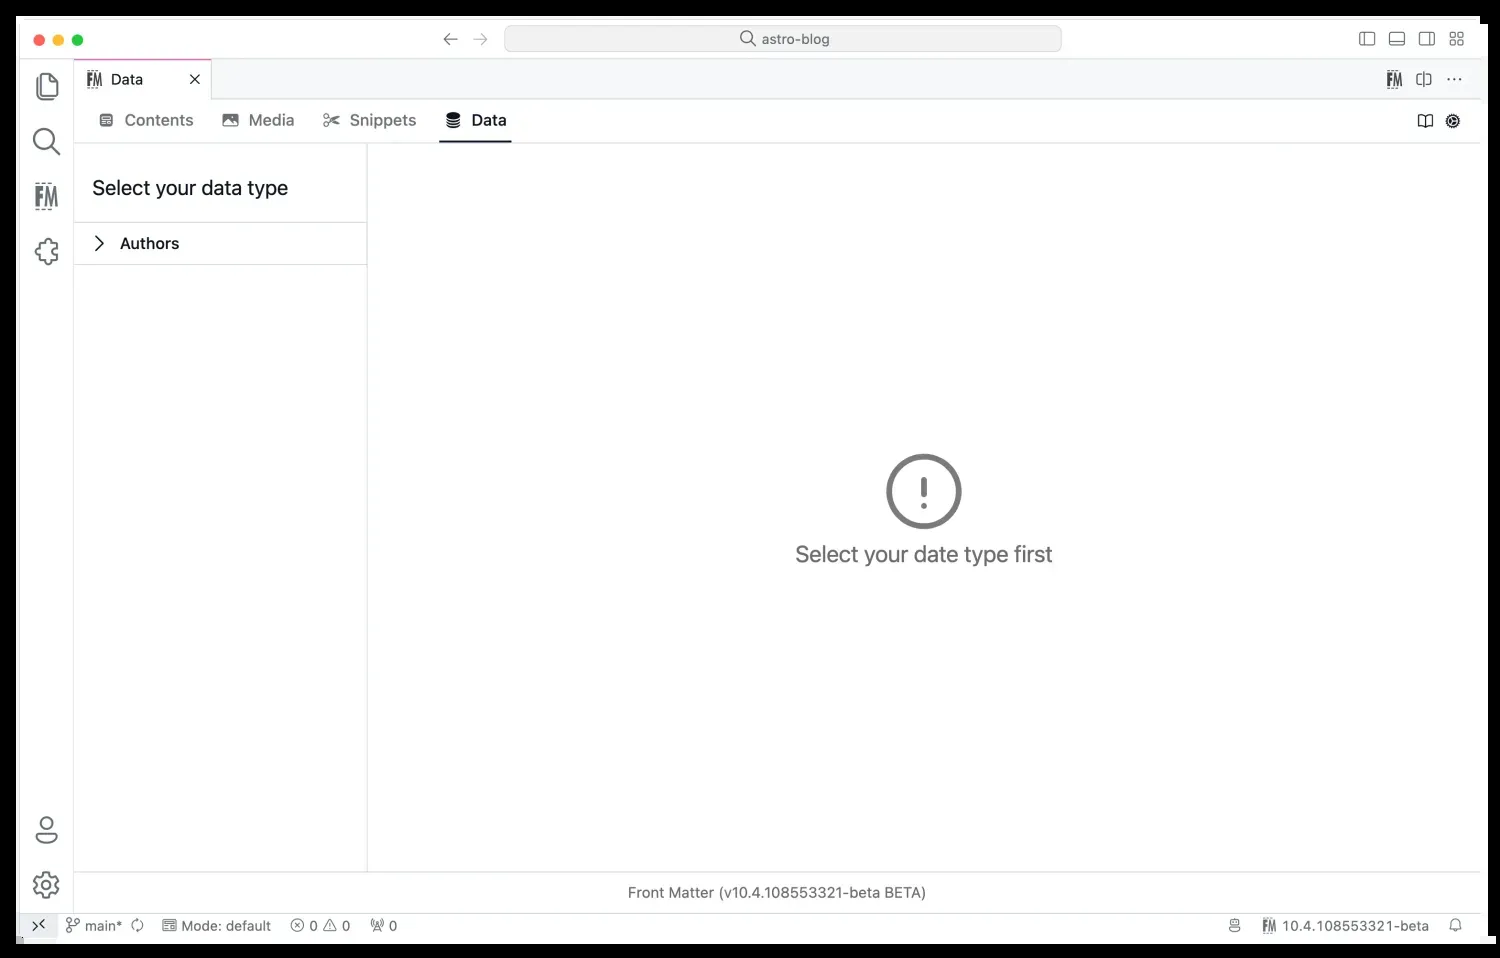 astro-blog
FM Data
Contents Media Snippets Data
FM
Select your data type
Authors
Select your date type first
Front Matter (v10.4.108553321-beta BETA)
main* Mode: default 0 0 0 FM 10.4.108553321-beta